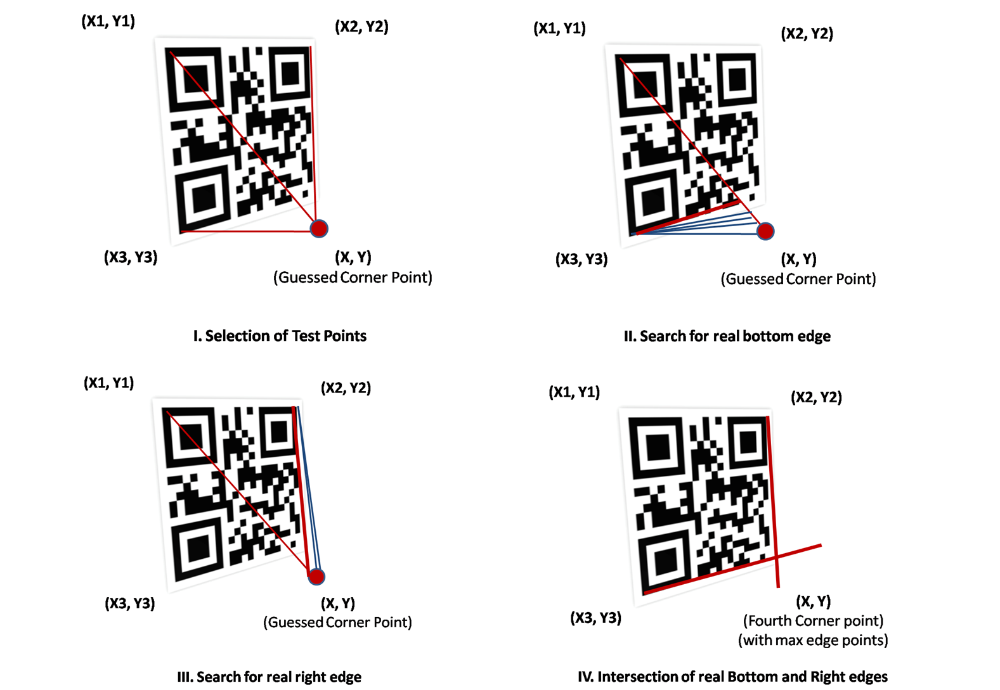 (X1, Y1)
(X2, Y2)
(X3, Y3)
(X, Y)
(Guessed Corner Point)
I. Selection of Test Points
(X1, Y1)
(X2, Y2)
(X3, Y3)
(X, Y)
(Guessed Corner Point)
II. Search for real bottom edge
(X1, Y1)
(X2, Y2)
(X3, Y3)
(X, Y)
(Guessed Corner Point)
III. Search for real right edge
(X1, Y1)
(X2, Y2)
(X3, Y3)
(X, Y)
(Fourth Corner point)
(with max edge points)
IV. Intersection of real Bottom and Right edges